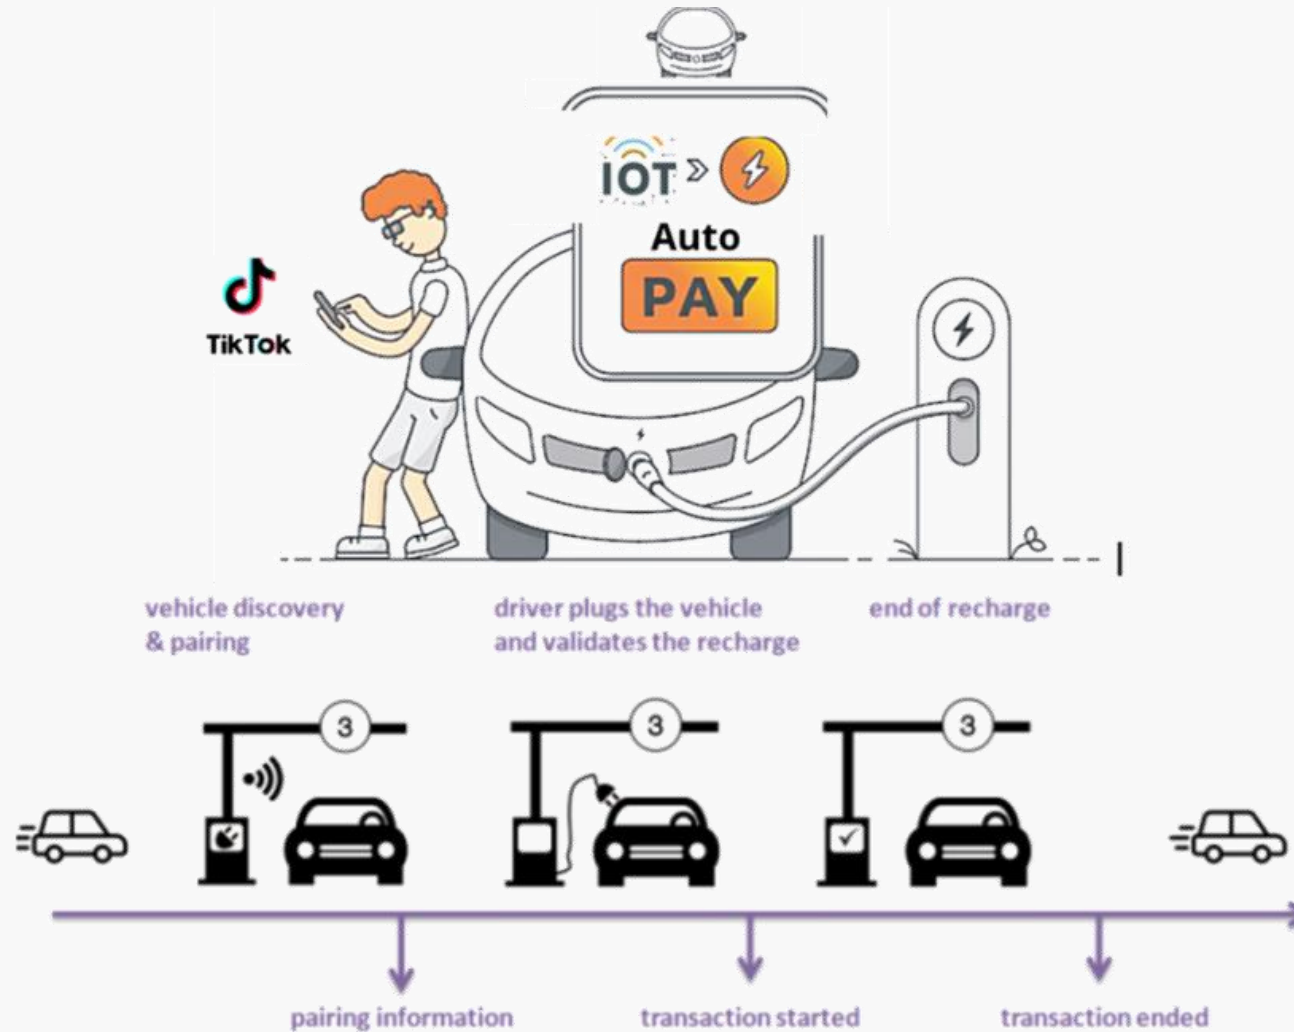 IOT
Auto
PAY
TikTok
vehicle discovery
& pairing
driver plugs the vehicle
and validates the recharge
end of recharge
3
3
3
pairing information
transaction started
transaction ended